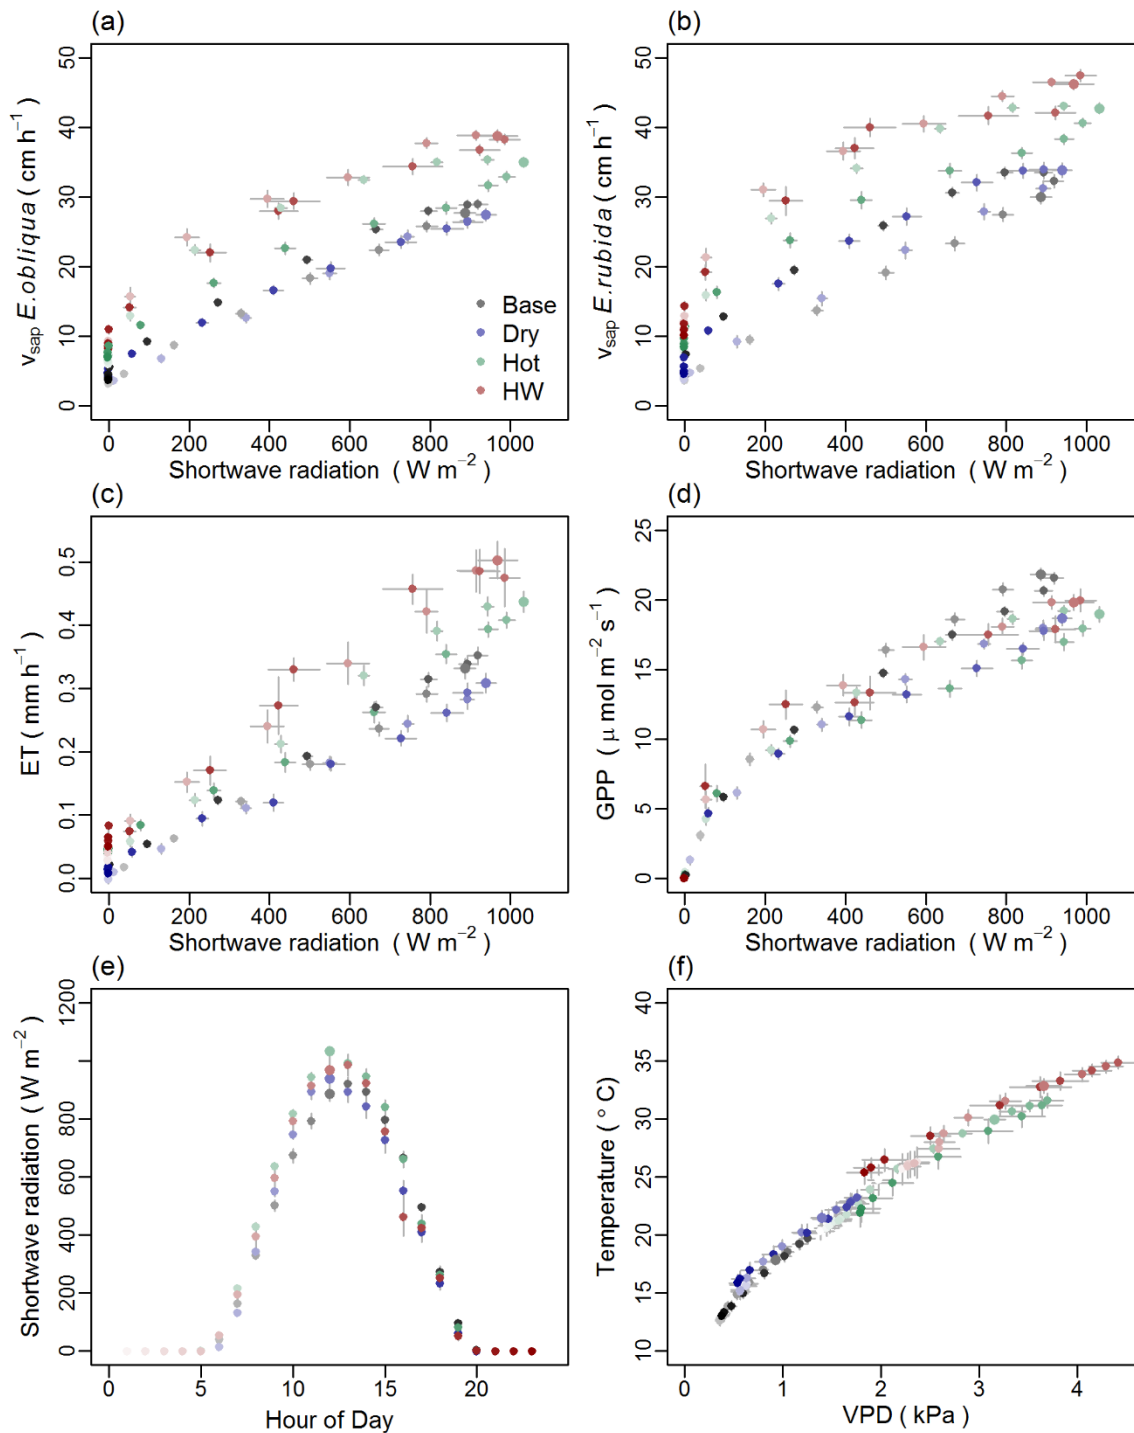 (a)
(b)
50
40
30
20
10
0
v_sap E.obliqua ( cm h⁻¹ )
Base
Dry
Hot
HW
0 200 400 600 800 1000
Shortwave radiation ( W m⁻² )
50
40
30
20
10
0
v_sap E.rubida ( cm h⁻¹ )
0 200 400 600 800 1000
Shortwave radiation ( W m⁻² )
(c)
(d)
0.5
0.4
0.3
0.2
0.1
0.0
ET ( mm h⁻¹ )
0 200 400 600 800 1000
Shortwave radiation ( W m⁻² )
25
20
15
10
5
0
GPP ( μ mol m⁻² s⁻¹ )
0 200 400 600 800 1000
Shortwave radiation ( W m⁻² )
(e)
(f)
1200
800
600
400
200
0
Shortwave radiation ( W m⁻² )
0 5 10 15 20
Hour of Day
40
35
30
25
20
15
10
Temperature ( ° C )
0 1 2 3 4
VPD ( kPa )